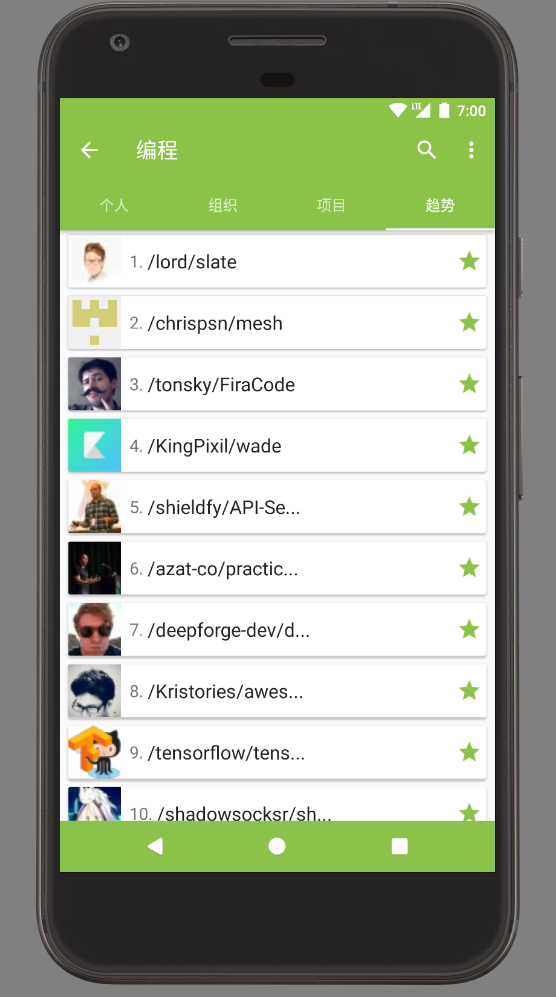 LTE 7:00
编程
个人 组织 项目 趋势
1. /lord/slate
2. /chrispsn/mesh
3. /tonsky/FiraCode
4. /KingPixil/wade
5. /shieldfy/API-Se...
6. /azat-co/practic...
7. /deepforge-dev/d...
8. /Kristories/awes...
9. /tensorflow/tens...
10. /shadowsocksr/sh...